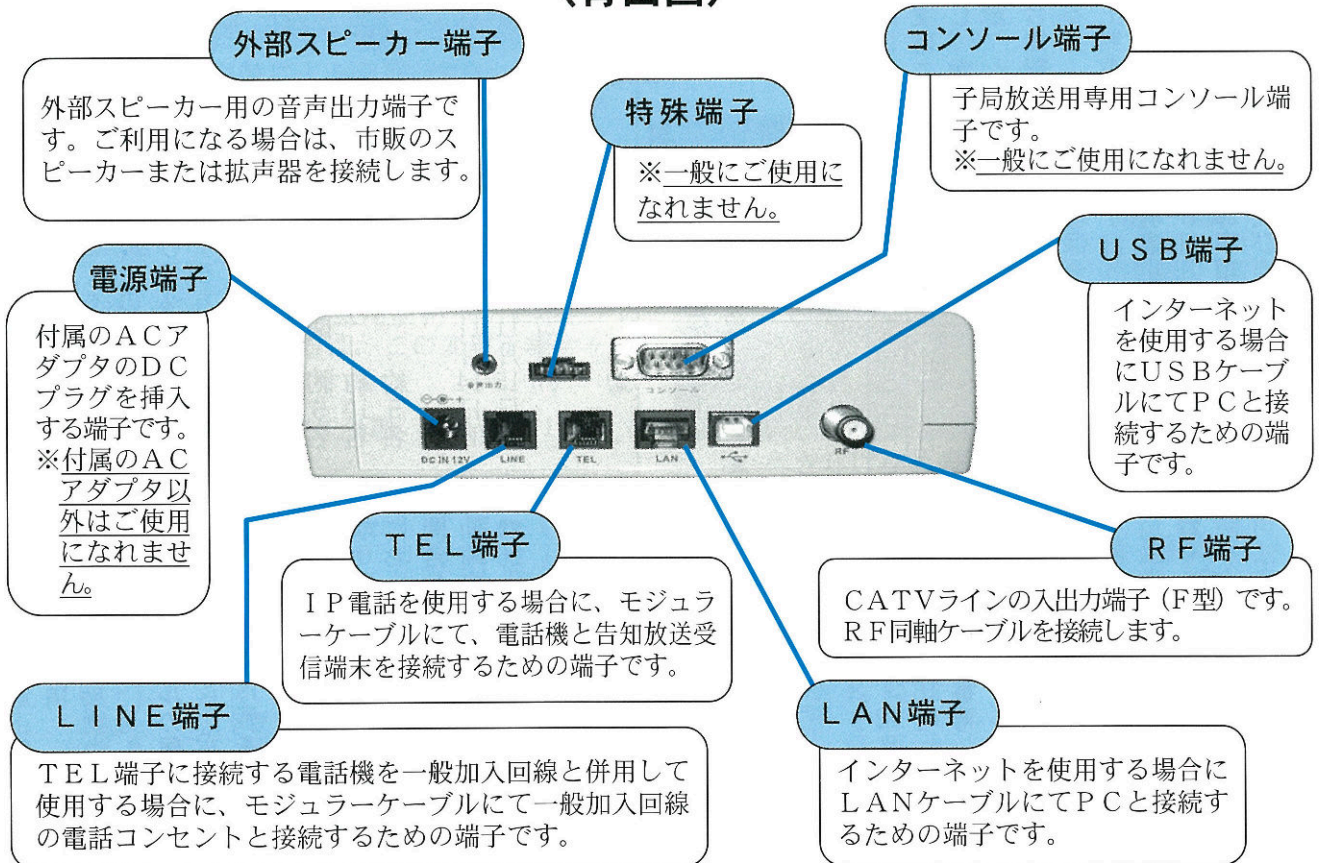 外部スピーカー端子
外部スピーカー用の音声出力端子で
す。ご利用になる場合は、市販のス
ピーカーまたは拡声器を接続します。
特殊端子
※一般にご使用に
なれません。
コンソール端子
子局放送用専用コンソール端
子です。
※一般にご使用になれません。
電源端子
付属のACア
ダプタのDC
プラグを挿入
する端子です。
※付属のAC
アダプタ以
外はご使用
になれませ
ん。
USB端子
インターネット
を使用する場合
にUSBケーブ
ルにてPCと接
続するための端
子です。
音声出力
コンソール
DC IN 12V
LINE
TEL
LAN
RF
TEL端子
IP電話を使用する場合に、モジュラ
ーケーブルにて、電話機と告知放送受
信端末を接続するための端子です。
RF端子
CATVラインの入出力端子（F型）です。
RF同軸ケーブルを接続します。
LINE端子
TEL端子に接続する電話機を一般加入回線と併用して
使用する場合に、モジュラーケーブルにて一般加入回線
の電話コンセントと接続するための端子です。
LAN端子
インターネットを使用する場合に
LANケーブルにてPCと接続す
るための端子です。